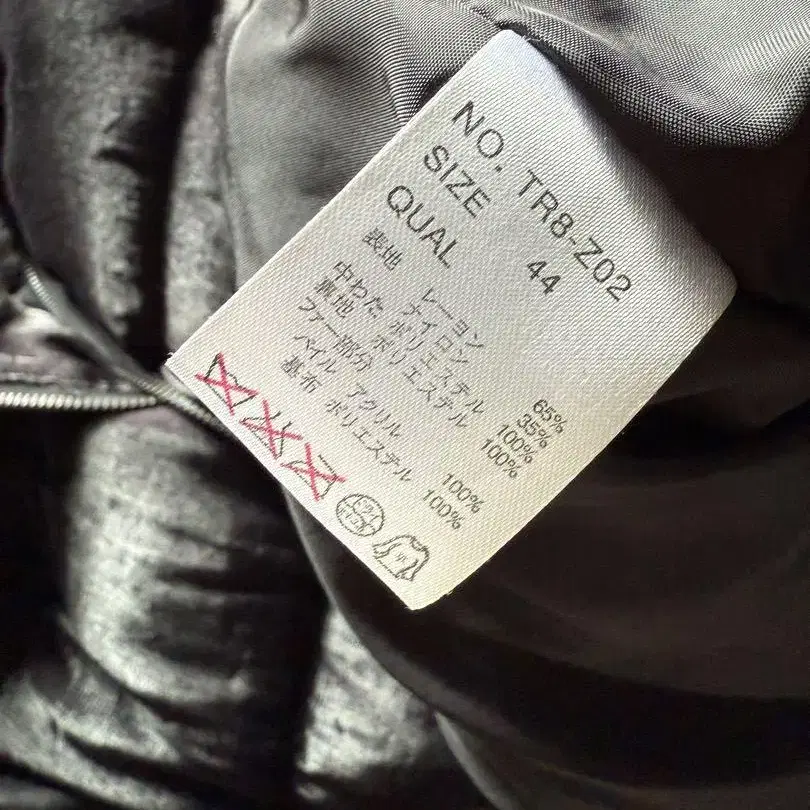 NO. TR8-Z02
SIZE 44
QUAL
表地 レーヨン 65%
ナイロン 35%
中わた ポリエステル 100%
裏地 ポリエステル 100%
ファー部分
パイル アクリル 100%
基布 ポリエステル 100%